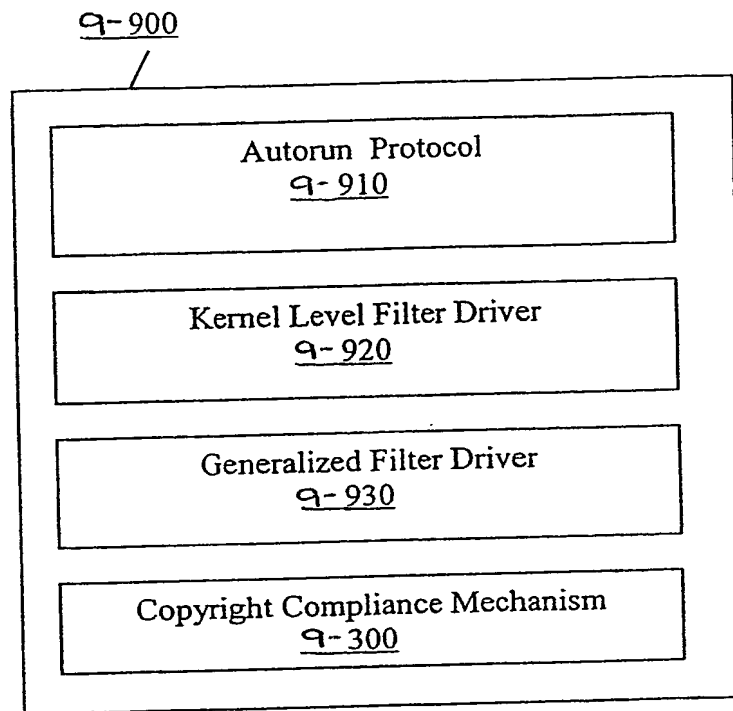 9-900
Autorun Protocol
9-910
Kernel Level Filter Driver
9-920
Generalized Filter Driver
9-930
Copyright Compliance Mechanism
9-300